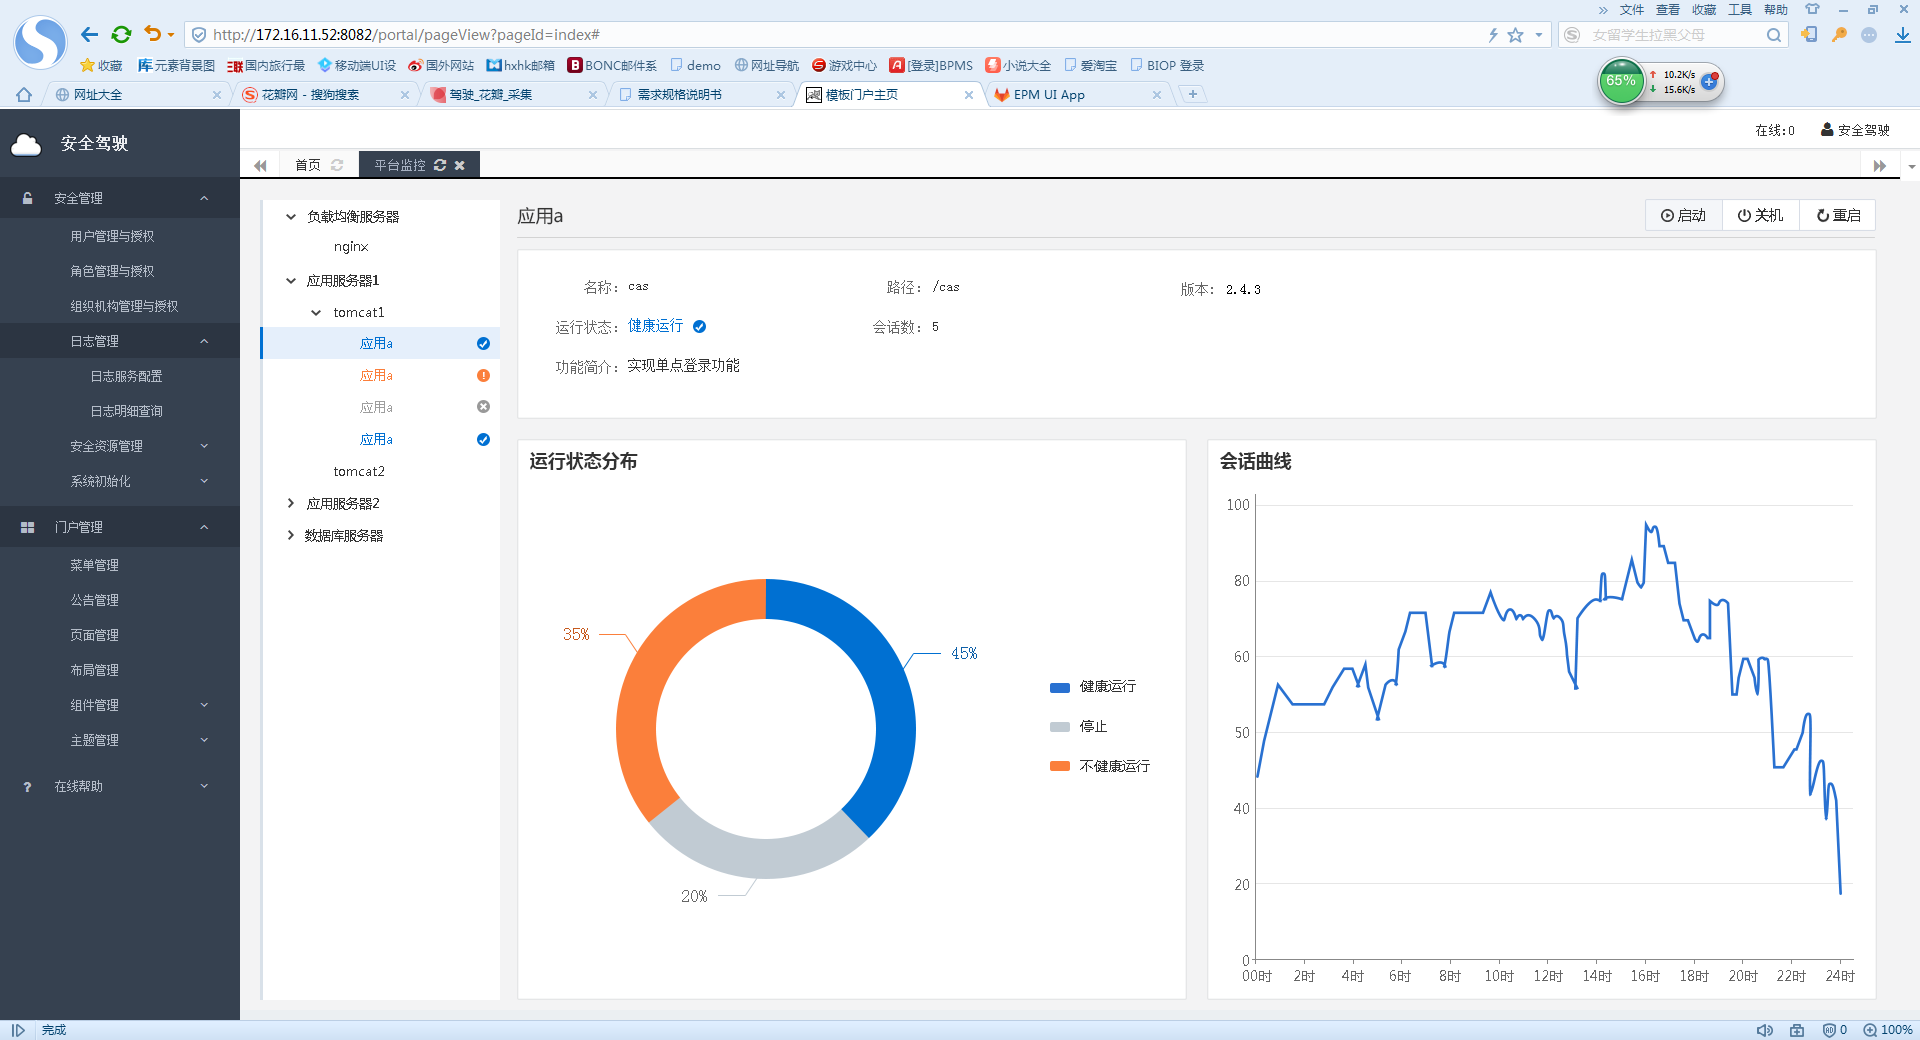 » 文件 查看 收藏 工具 帮助
http://172.16.11.52:8082/portal/pageView?pageId=index#
女留学生拉黑父母
收藏 库元素背景图 国内旅行最 移动端UI设 国外网站 hxhk邮箱 BONC邮件系 demo 网址导航 游戏中心 [登录]BPMS 小说大全 爱淘宝 BIOP 登录
65% 10.2K/s
15.6K/s
网址大全 花瓣网 - 搜狗搜索 驾驶_花瓣_采集 需求规格说明书 模板门户主页 EPM UI App
安全驾驶
在线:0 安全驾驶
首页 平台监控
安全管理
用户管理与授权
角色管理与授权
组织机构管理与授权
日志管理
日志服务配置
日志明细查询
安全资源管理
系统初始化
门户管理
菜单管理
公告管理
页面管理
布局管理
组件管理
主题管理
在线帮助
负载均衡服务器
nginx
应用服务器1
tomcat1
应用a
应用a
应用a
应用a
tomcat2
应用服务器2
数据库服务器
应用a
启动 关机 重启
名称： cas 路径： /cas 版本： 2.4.3
运行状态： 健康运行 会话数： 5
功能简介： 实现单点登录功能
运行状态分布
35%
45%
20%
健康运行
停止
不健康运行
会话曲线
100
80
60
50
40
20
0
00时 2时 4时 6时 8时 10时 12时 14时 16时 18时 20时 22时 24时
完成
0 100%